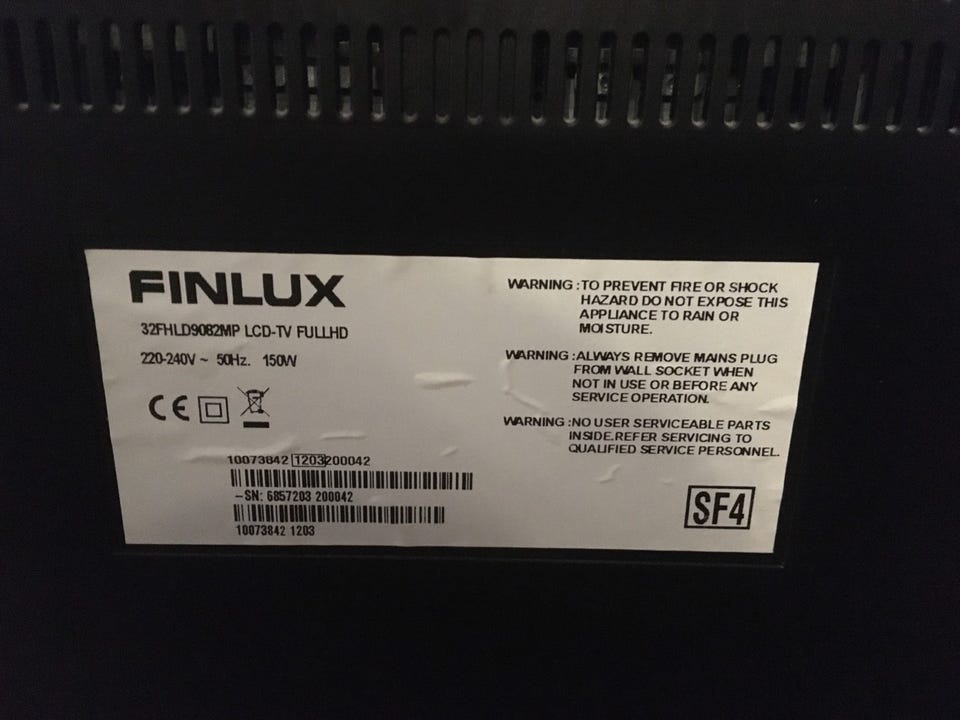 FINLUX
32FHLD9082MP LCD-TV FULLHD
220-240V ~ 50Hz. 150W
CE
10073842 1203200042
-SN: 6857203 200042
10073842 1203
WARNING :TO PREVENT FIRE OR SHOCK
HAZARD DO NOT EXPOSE THIS
APPLIANCE TO RAIN OR
MOISTURE.
WARNING :ALWAYS REMOVE MAINS PLUG
FROM WALL SOCKET WHEN
NOT IN USE OR BEFORE ANY
SERVICE OPERATION.
WARNING :NO USER SERVICEABLE PARTS
INSIDE.REFER SERVICING TO
QUALIFIED SERVICE PERSONNEL.
SF4